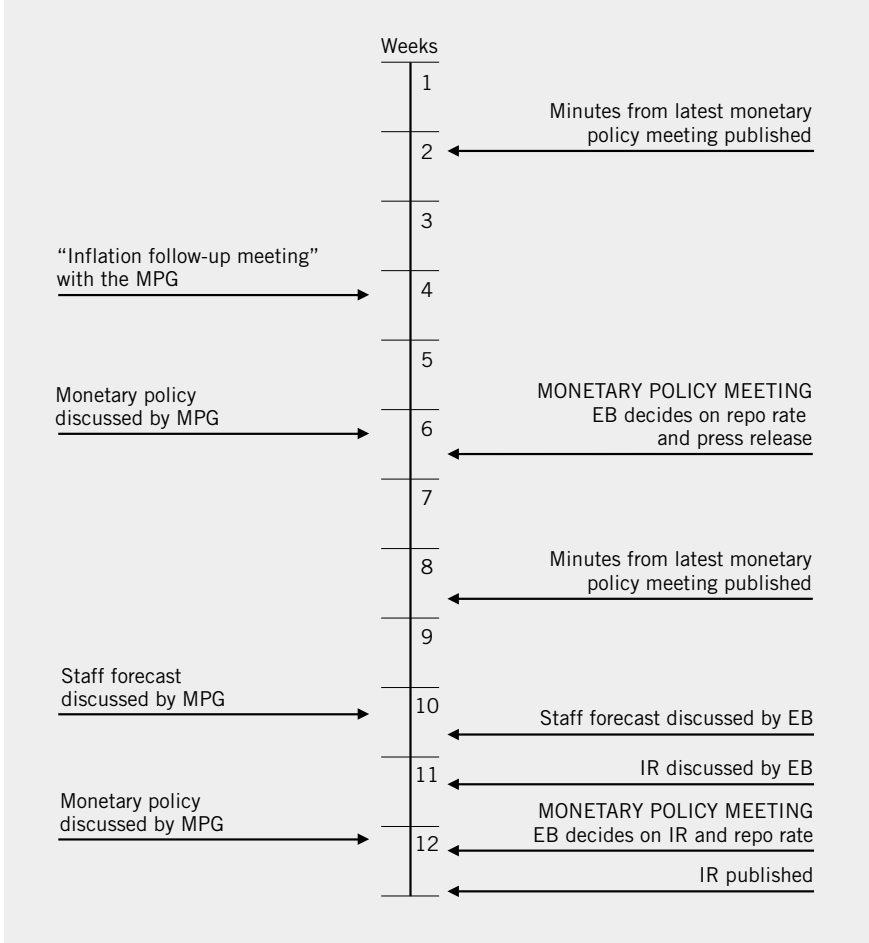 Weeks
1
Minutes from latest monetary
policy meeting published
2
3
“Inflation follow-up meeting”
with the MPG
4
5
Monetary policy
discussed by MPG
MONETARY POLICY MEETING
EB decides on repo rate
and press release
6
7
Minutes from latest monetary
policy meeting published
8
9
Staff forecast
discussed by MPG
10
Staff forecast discussed by EB
IR discussed by EB
11
Monetary policy
discussed by MPG
MONETARY POLICY MEETING
EB decides on IR and repo rate
12
IR published